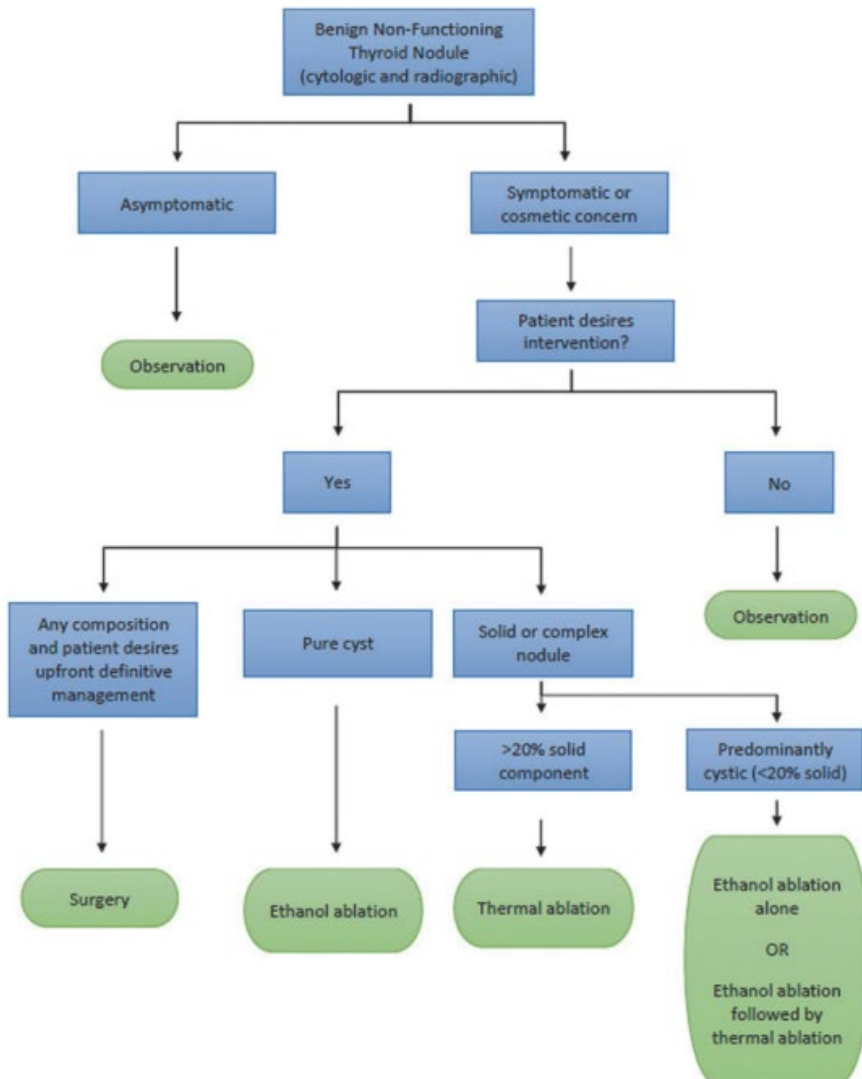 Benign Non-Functioning
Thyroid Nodule
(cytologic and radiographic)
Asymptomatic
Symptomatic or
cosmetic concern
Observation
Patient desires
intervention?
Yes
No
Observation
Any composition
and patient desires
upfront definitive
management
Pure cyst
Solid or complex
nodule
>20% solid
component
Predominantly
cystic (<20% solid)
Surgery
Ethanol ablation
Thermal ablation
Ethanol ablation
alone
OR
Ethanol ablation
followed by
thermal ablation